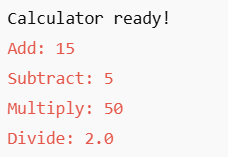 Calculator ready!
Add: 15
Subtract: 5
Multiply: 50
Divide: 2.0